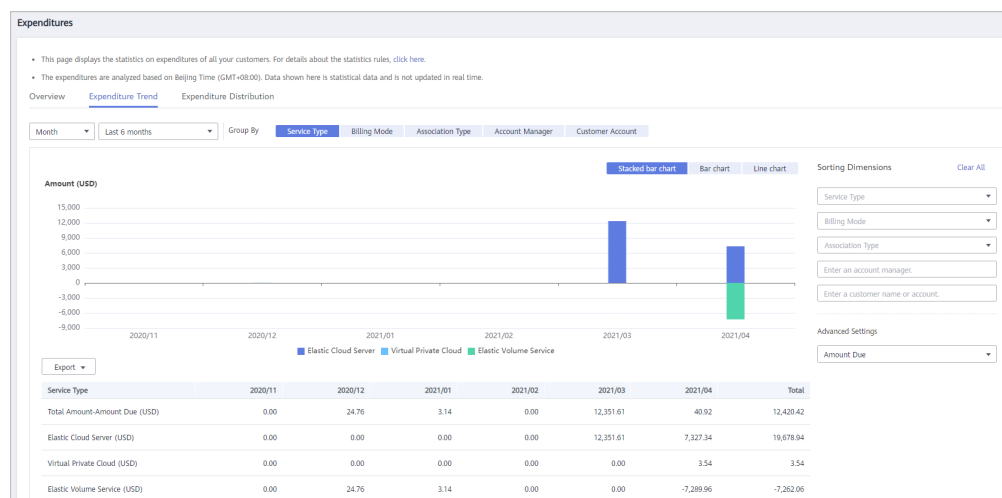 Expenditures
• This page displays the statistics on expenditures of all your customers. For details about the statistics rules, click here.
• The expenditures are analyzed based on Beijing Time (GMT+08:00). Data shown here is statistical data and is not updated in real time.
Overview Expenditure Trend Expenditure Distribution
Month Last 6 months Group By Service Type Billing Mode Association Type Account Manager Customer Account
Stacked bar chart Bar chart Line chart
Amount (USD)
15,000
12,000
9,000
6,000
3,000
0
-3,000
-6,000
-9,000
2020/11 2020/12 2021/01 2021/02 2021/03 2021/04
Elastic Cloud Server Virtual Private Cloud Elastic Volume Service
Sorting Dimensions Clear All
Service Type
Billing Mode
Association Type
Enter an account manager.
Enter a customer name or account.
Advanced Settings
Amount Due
Export
Service Type 2020/11 2020/12 2021/01 2021/02 2021/03 2021/04 Total
Total Amount-Amount Due (USD) 0.00 24.76 3.14 0.00 12,351.61 40.92 12,420.42
Elastic Cloud Server (USD) 0.00 0.00 0.00 0.00 12,351.61 7,327.34 19,678.94
Virtual Private Cloud (USD) 0.00 0.00 0.00 0.00 0.00 3.54 3.54
Elastic Volume Service (USD) 0.00 24.76 3.14 0.00 0.00 -7,289.96 -7,262.06